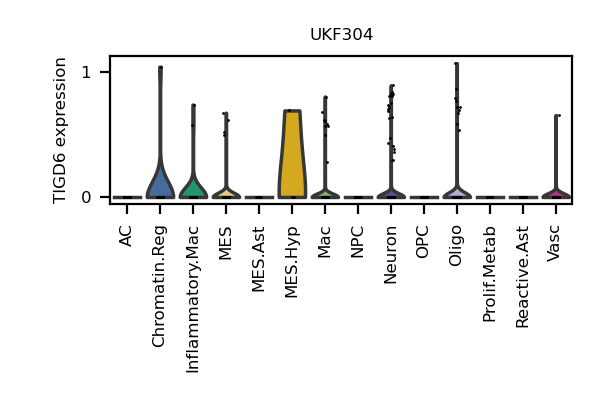 UKF304
TIGD6 expression
1
0
AC
Chromatin.Reg
Inflammatory.Mac
MES
MES.Ast
MES.Hyp
Mac
NPC
Neuron
OPC
Oligo
Prolif.Metab
Reactive.Ast
Vasc